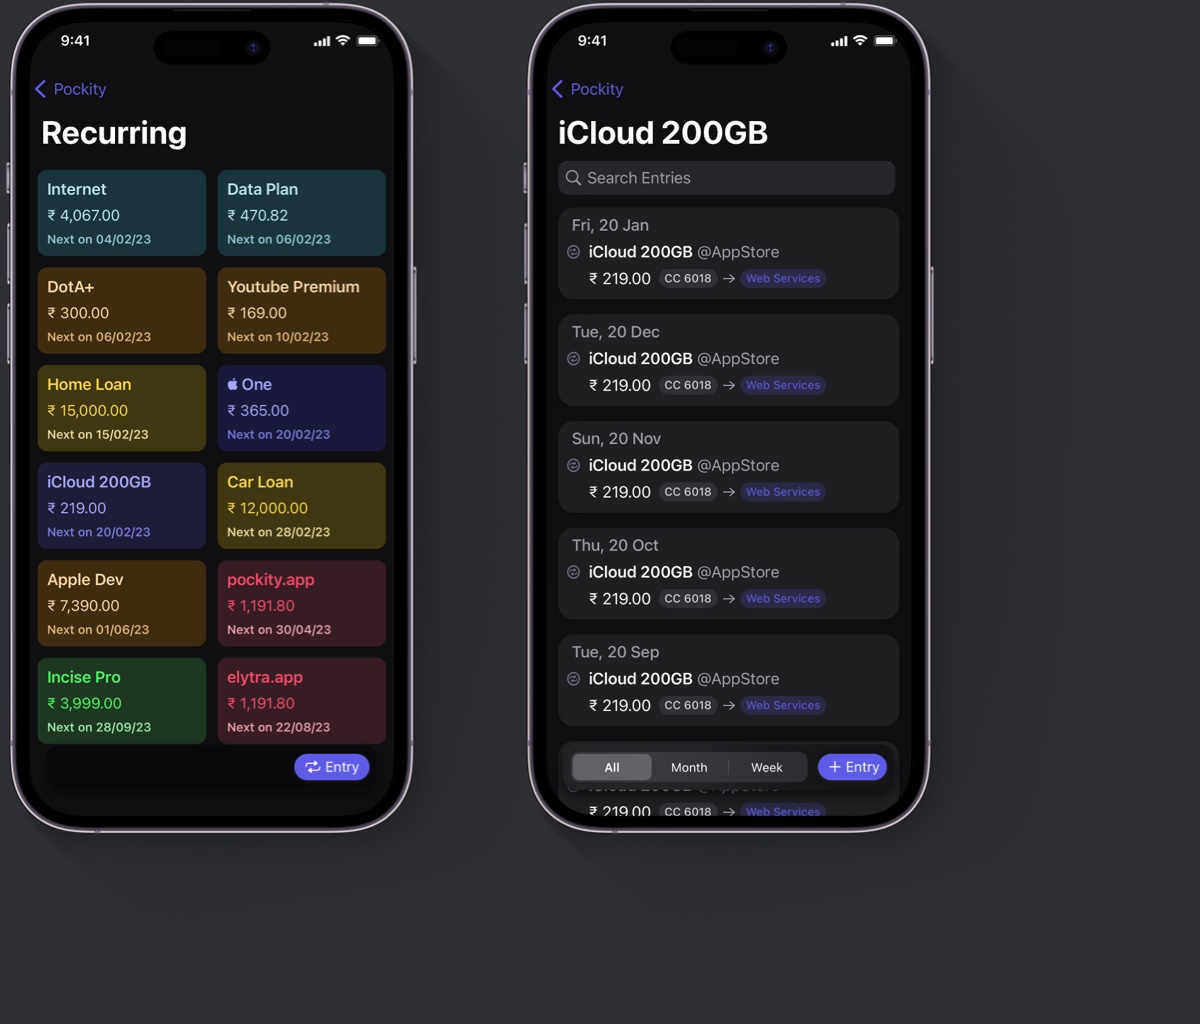 9:41
Pockity
Recurring
Internet
₹ 4,067.00
Next on 04/02/23
Data Plan
₹ 470.82
Next on 06/02/23
DotA+
₹ 300.00
Next on 06/02/23
Youtube Premium
₹ 169.00
Next on 10/02/23
Home Loan
₹ 15,000.00
Next on 15/02/23
One
₹ 365.00
Next on 20/02/23
iCloud 200GB
₹ 219.00
Next on 20/02/23
Car Loan
₹ 12,000.00
Next on 28/02/23
Apple Dev
₹ 7,390.00
Next on 01/06/23
pockity.app
₹ 1,191.80
Next on 30/04/23
Incise Pro
₹ 3,999.00
Next on 28/09/23
elytra.app
₹ 1,191.80
Next on 22/08/23
Entry
9:41
Pockity
iCloud 200GB
Search Entries
Fri, 20 Jan
iCloud 200GB @AppStore
₹ 219.00 CC 6018 → Web Services
Tue, 20 Dec
iCloud 200GB @AppStore
₹ 219.00 CC 6018 → Web Services
Sun, 20 Nov
iCloud 200GB @AppStore
₹ 219.00 CC 6018 → Web Services
Thu, 20 Oct
iCloud 200GB @AppStore
₹ 219.00 CC 6018 → Web Services
Tue, 20 Sep
iCloud 200GB @AppStore
₹ 219.00 CC 6018 → Web Services
All Month Week + Entry
₹ 219.00 CC 6018 → Web Services